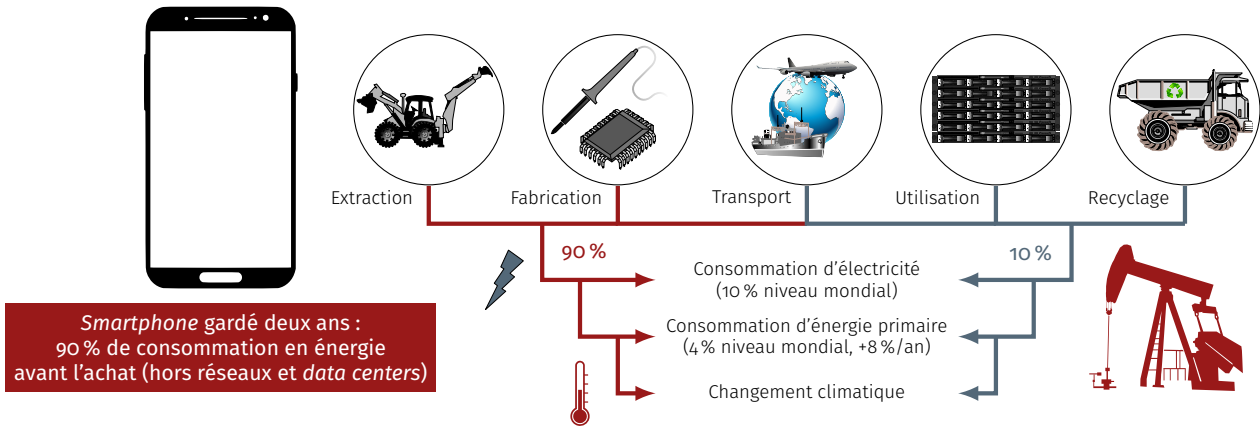 Extraction
Fabrication
Transport
Utilisation
Recyclage
90 %
10 %
Consommation d’électricité
(10 % niveau mondial)
Consommation d’énergie primaire
(4 % niveau mondial, +8 %/an)
Changement climatique
Smartphone gardé deux ans :
90 % de consommation en énergie
avant l’achat (hors réseaux et data centers)